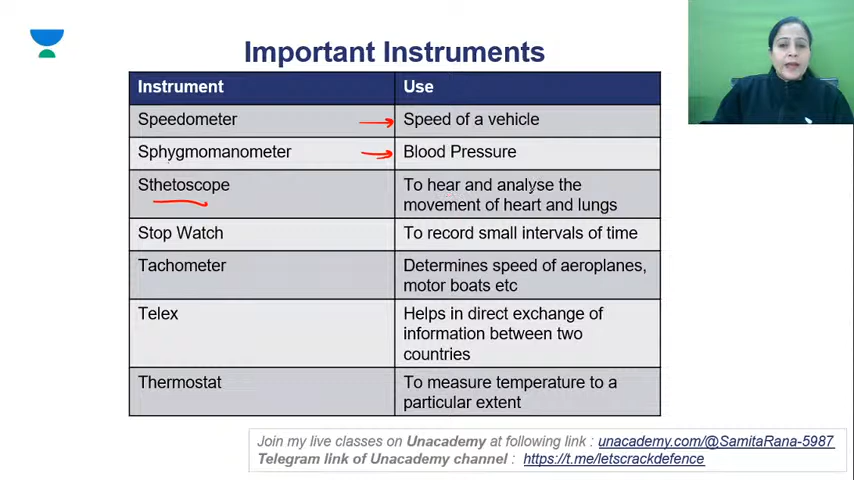 Important Instruments
Instrument Use
Speedometer Speed of a vehicle
Sphygmomanometer Blood Pressure
Sthetoscope To hear and analyse the
movement of heart and lungs
Stop Watch To record small intervals of time
Tachometer Determines speed of aeroplanes,
motor boats etc
Telex Helps in direct exchange of
information between two
countries
Thermostat To measure temperature to a
particular extent
Join my live classes on Unacademy at following link : unacademy.com/@SamitaRana-5987
Telegram link of Unacademy channel : https://t.me/letscrackdefence